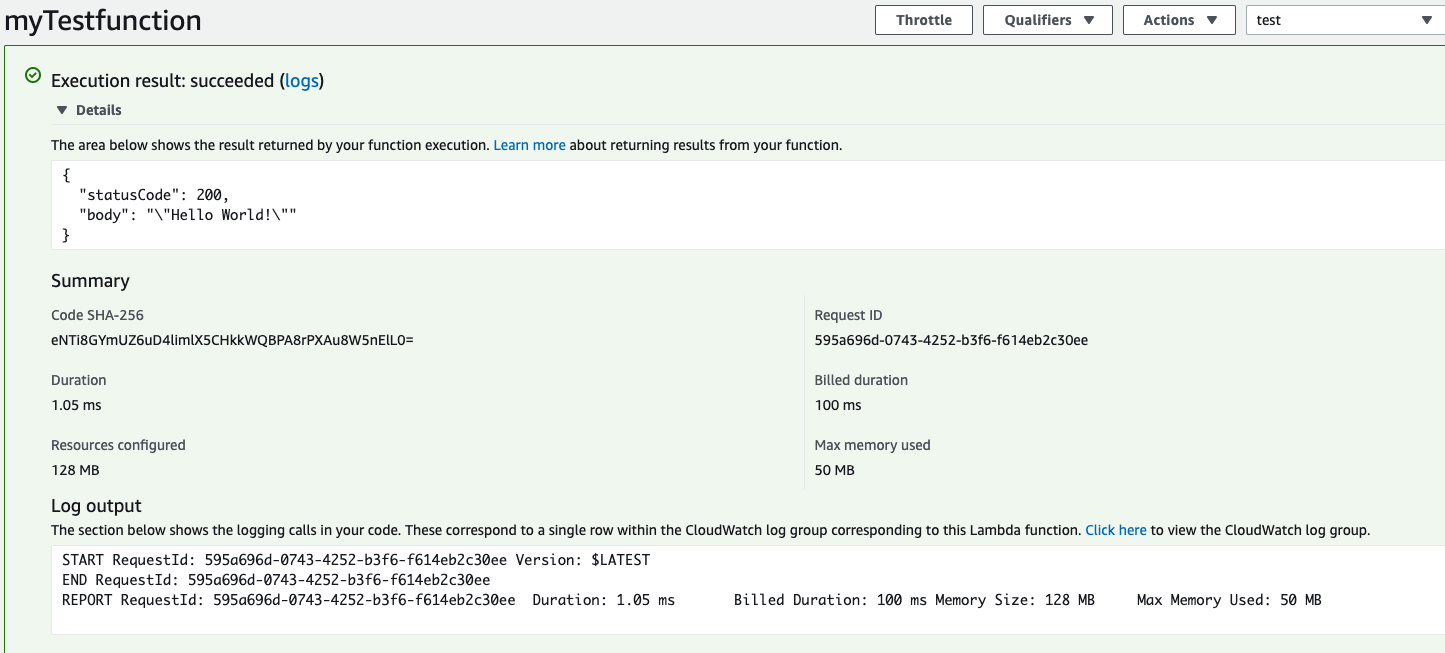 myTestfunction
Throttle
Qualifiers
Actions
test
Execution result: succeeded (logs)
Details
The area below shows the result returned by your function execution. Learn more about returning results from your function.
{
  "statusCode": 200,
  "body": "\"Hello World!\""
}
Summary
Code SHA-256
eNTi8GYmUZ6uD4limlX5CHkkWQBPA8rPXAu8W5nElL0=
Request ID
595a696d-0743-4252-b3f6-f614eb2c30ee
Duration
1.05 ms
Billed duration
100 ms
Resources configured
128 MB
Max memory used
50 MB
Log output
The section below shows the logging calls in your code. These correspond to a single row within the CloudWatch log group corresponding to this Lambda function. Click here to view the CloudWatch log group.
START RequestId: 595a696d-0743-4252-b3f6-f614eb2c30ee Version: $LATEST
END RequestId: 595a696d-0743-4252-b3f6-f614eb2c30ee
REPORT RequestId: 595a696d-0743-4252-b3f6-f614eb2c30ee  Duration: 1.05 ms       Billed Duration: 100 ms Memory Size: 128 MB     Max Memory Used: 50 MB